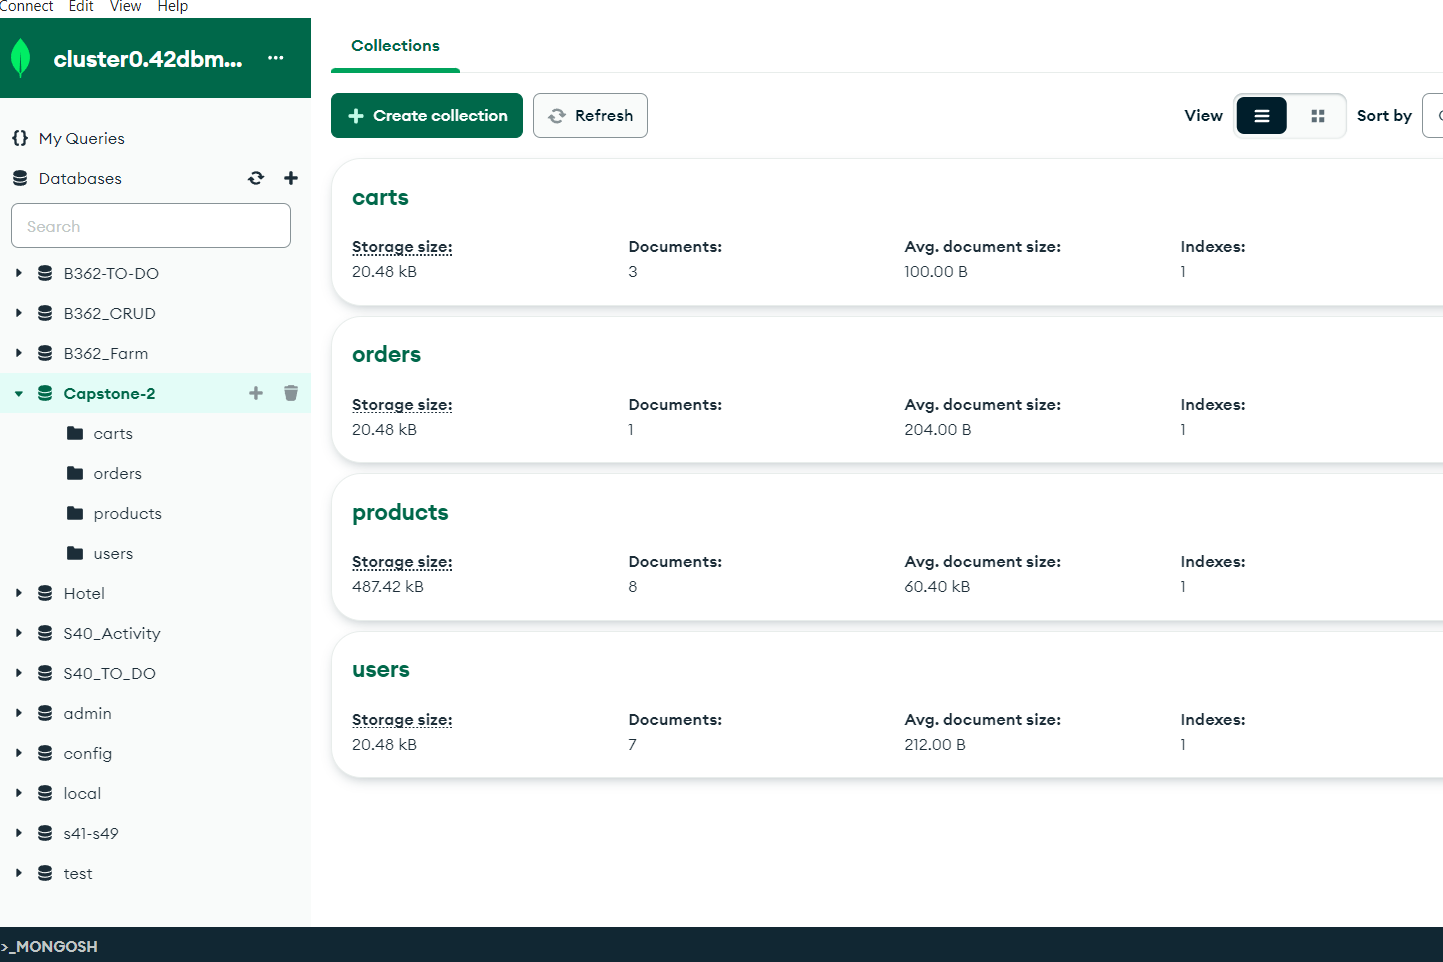 Connect Edit View Help
cluster0.42dbm... ...
My Queries
Databases
Search
B362-TO-DO
B362_CRUD
B362_Farm
Capstone-2
carts
orders
products
users
Hotel
S40_Activity
S40_TO_DO
admin
config
local
s41-s49
test
Collections
Create collection Refresh View Sort by
carts
Storage size: Documents: Avg. document size: Indexes:
20.48 kB 3 100.00 B 1
orders
Storage size: Documents: Avg. document size: Indexes:
20.48 kB 1 204.00 B 1
products
Storage size: Documents: Avg. document size: Indexes:
487.42 kB 8 60.40 kB 1
users
Storage size: Documents: Avg. document size: Indexes:
20.48 kB 7 212.00 B 1
>_MONGOSH